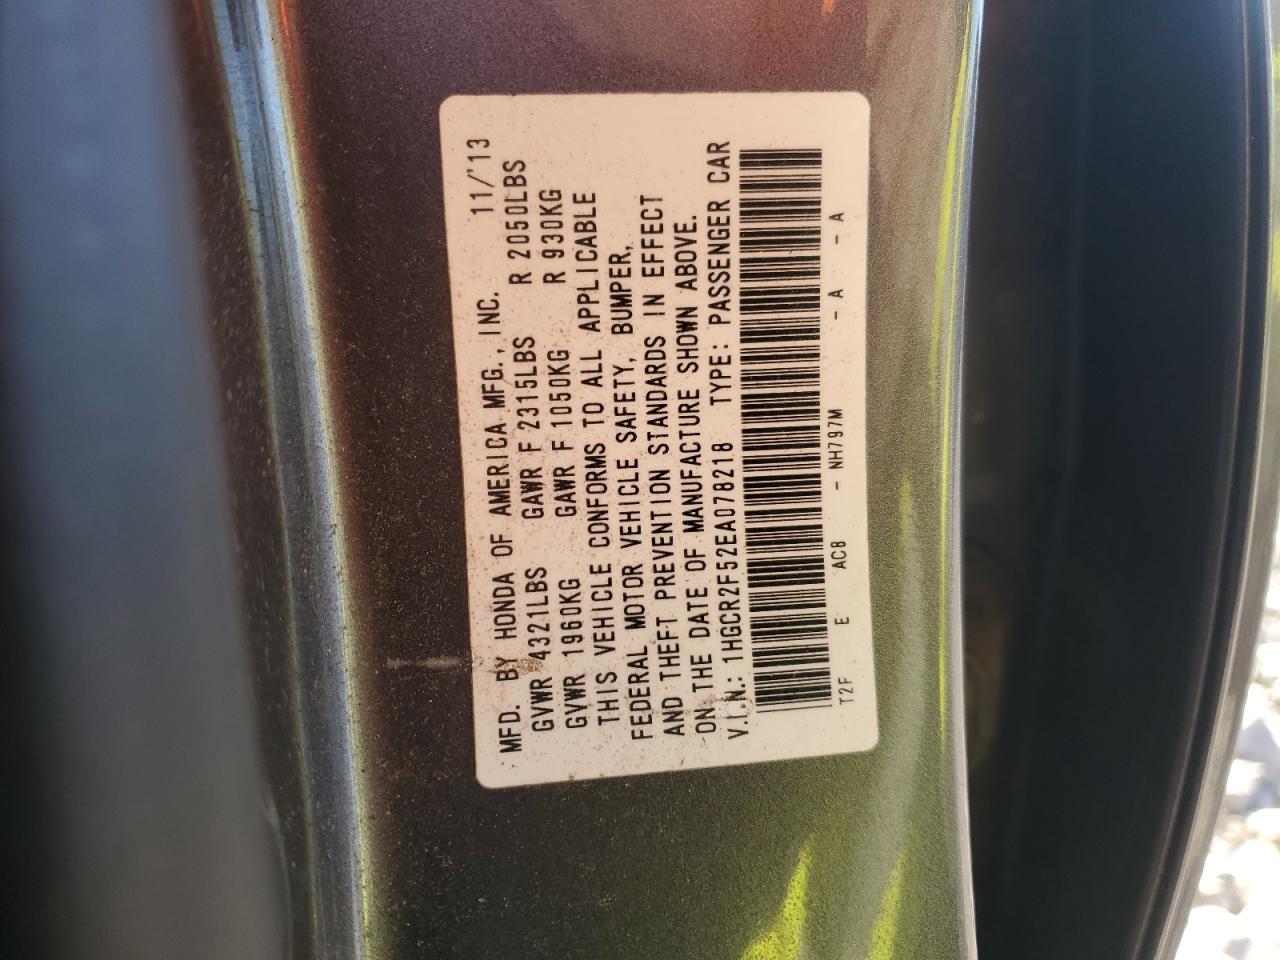 MFD. BY HONDA OF AMERICA MFG., INC. 11/'13
GVWR 4321LBS GAWR F 2315LBS R 2050LBS
GVWR 1960KG GAWR F 1050KG R 930KG
THIS VEHICLE CONFORMS TO ALL APPLICABLE
FEDERAL MOTOR VEHICLE SAFETY, BUMPER,
AND THEFT PREVENTION STANDARDS IN EFFECT
ON THE DATE OF MANUFACTURE SHOWN ABOVE.
V.I.N.: 1HGCR2F52EA078218 TYPE: PASSENGER CAR
T2F E AC8 - NH797M - A - A